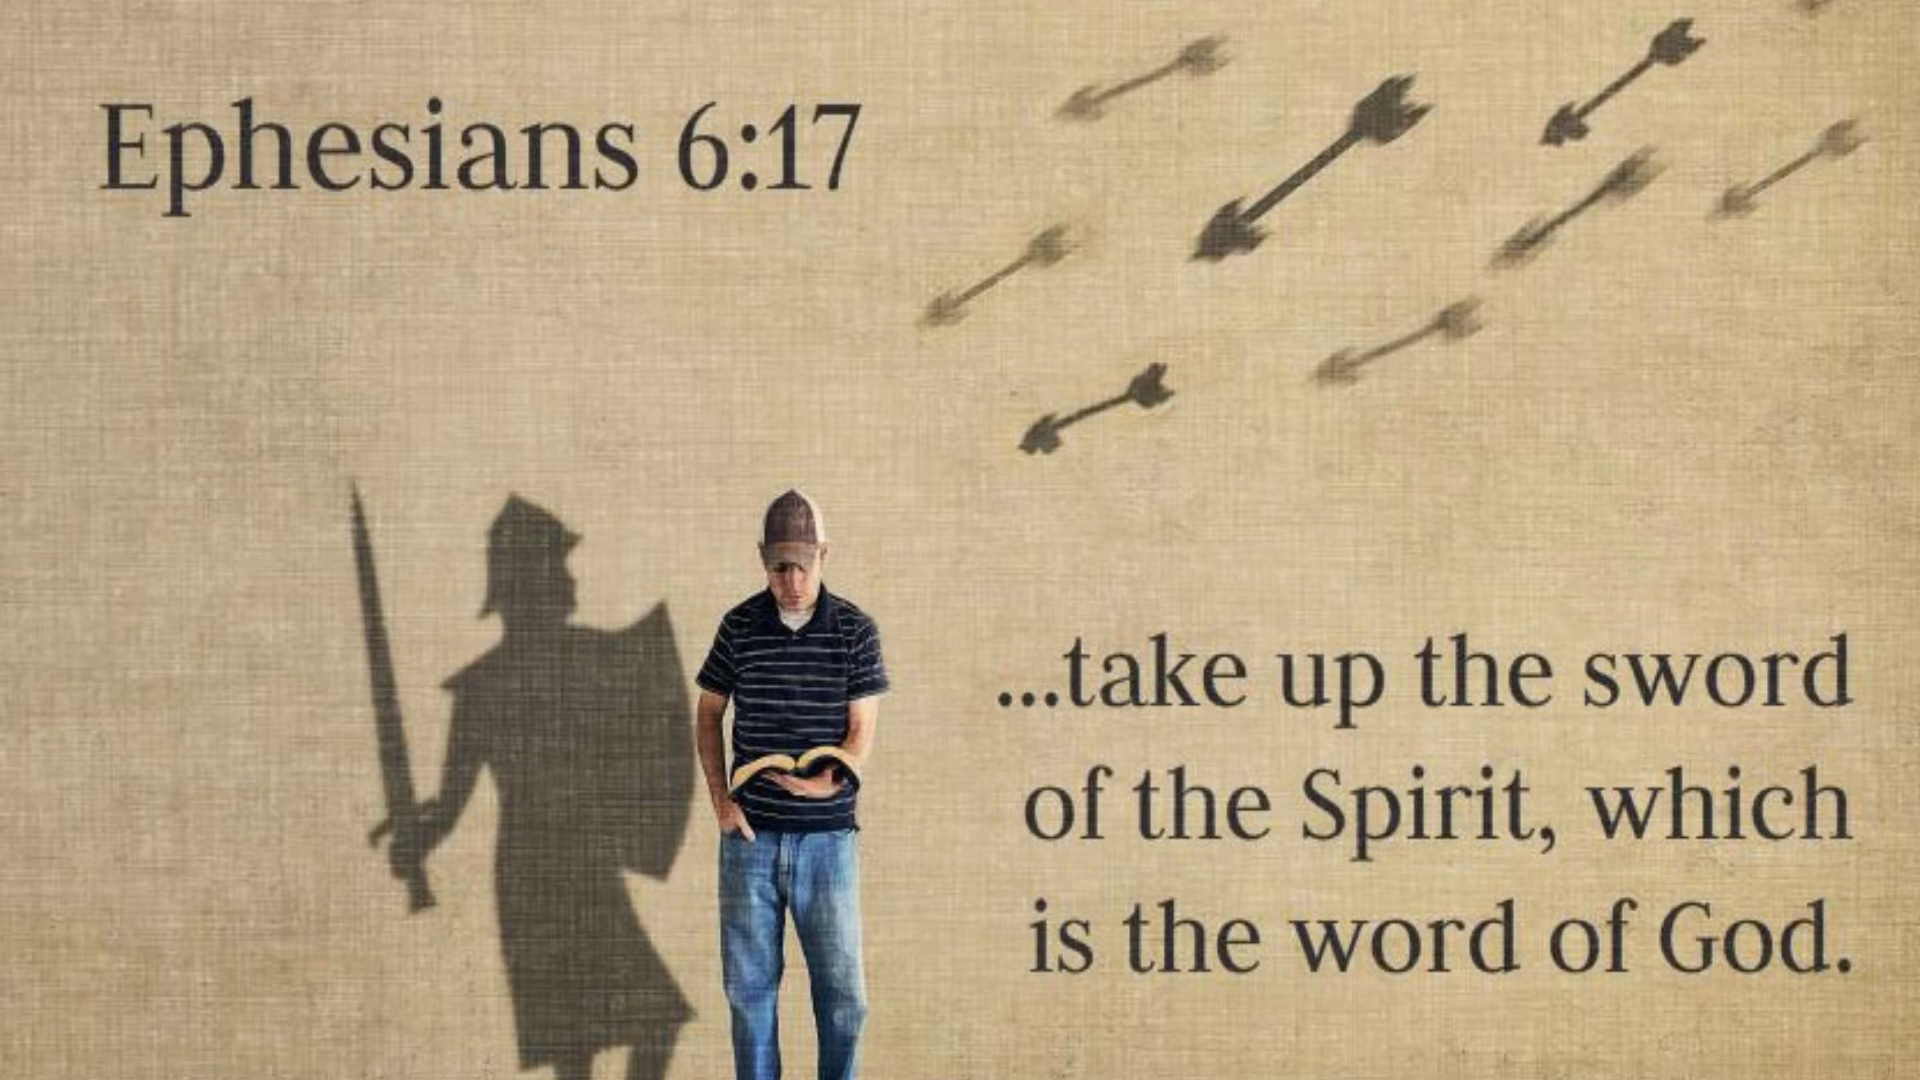 Ephesians 6:17
...take up the sword
of the Spirit, which
is the word of God.